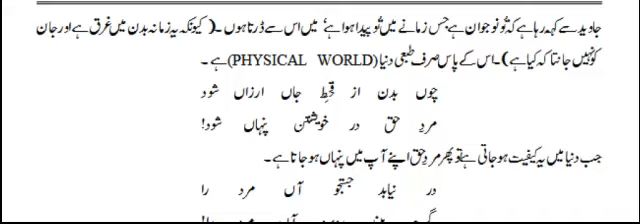 جاوید سے کہہ رہا ہے کہ تُو نوجوان ہے جس زمانے میں تُو پیدا ہوا ہے‘ میں اس سے ڈرتا ہوں۔ (کیونکہ یہ زمانہ بدن میں غرق ہے اور جان
کو نہیں جانتا کہ کیا ہے)۔ اس کے پاس صرف طبعی دنیا (PHYSICAL WORLD) ہے۔
چوں بدن از قحطِ جاں ارزاں شود
مردِ حق در خویشتن پنہاں شود!
جب دنیا میں یہ کیفیت ہو جاتی ہے تو پھر مردِ حق اپنے آپ میں پنہاں ہو جاتا ہے۔
در نیابد جستجو آں مرد را